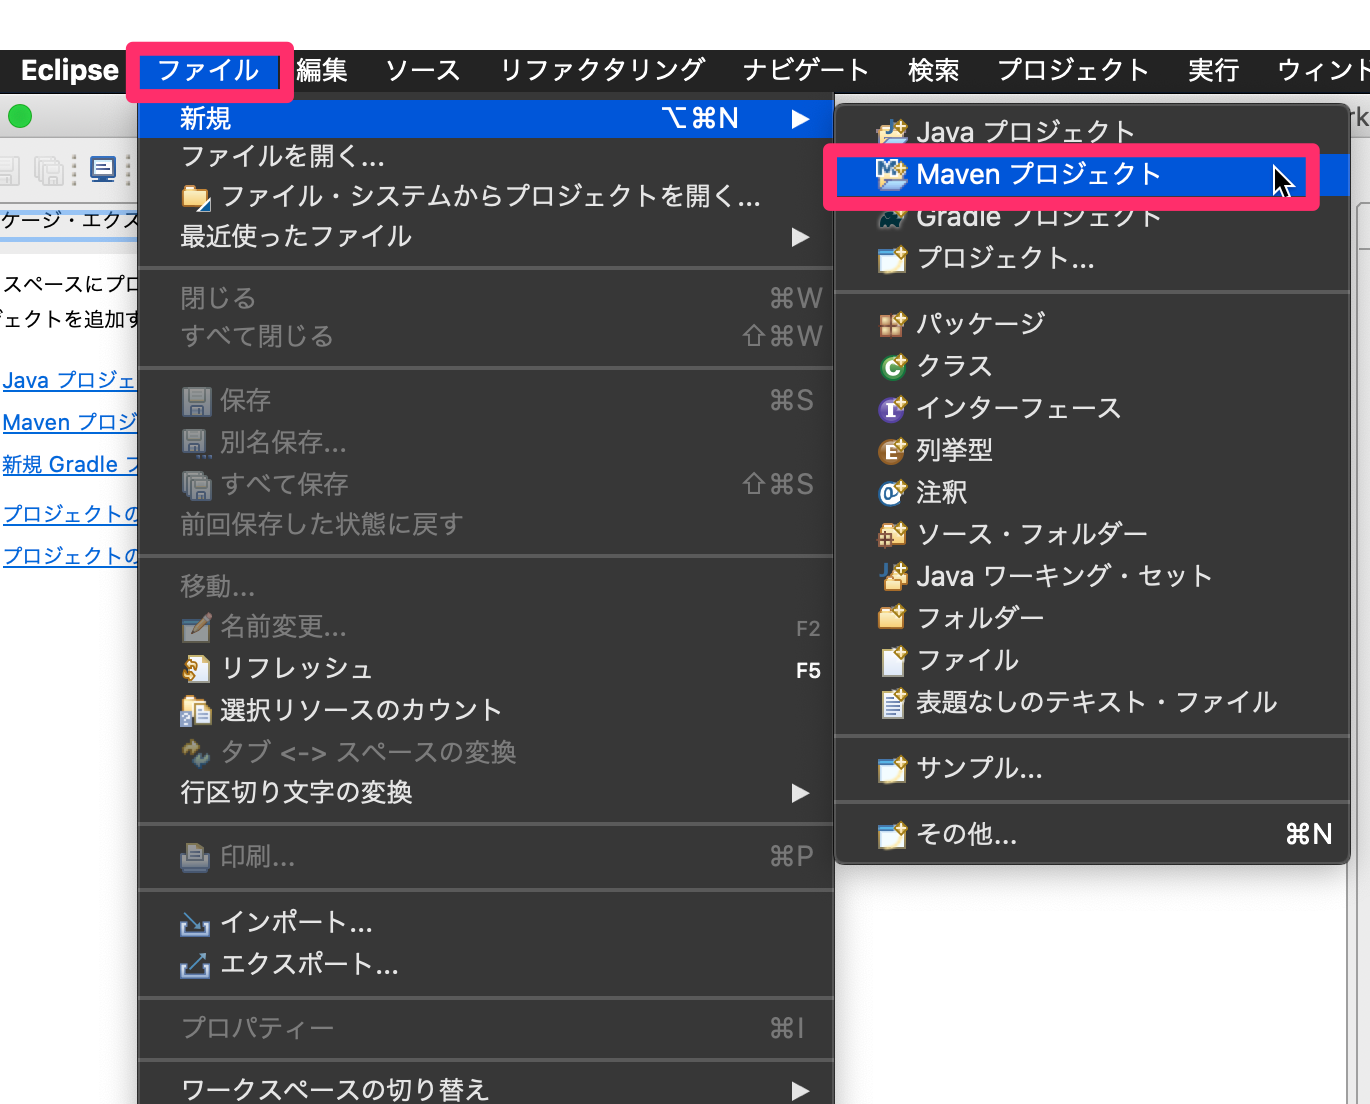 Eclipse ファイル 編集 ソース リファクタリング ナビゲート 検索 プロジェクト 実行 ウィンド
新規 ⌥⌘N ▶
ファイルを開く...
ファイル・システムからプロジェクトを開く...
最近使ったファイル ▶
閉じる ⌘W
すべて閉じる ⇧⌘W
保存 ⌘S
別名保存...
すべて保存 ⇧⌘S
前回保存した状態に戻す
移動...
名前変更... F2
リフレッシュ F5
選択リソースのカウント
タブ <-> スペースの変換
行区切り文字の変換 ▶
印刷... ⌘P
インポート...
エクスポート...
プロパティー ⌘I
ワークスペースの切り替え ▶
Java プロジェクト
Maven プロジェクト
Gradle プロジェクト
プロジェクト...
パッケージ
クラス
インターフェース
列挙型
注釈
ソース・フォルダー
Java ワーキング・セット
フォルダー
ファイル
表題なしのテキスト・ファイル
サンプル...
その他... ⌘N
rk
ケージ・エクス
スペースにプロ
ジェクトを追加す
Java プロジェ
Maven プロジ
新規 Gradle プ
プロジェクトの
プロジェクトの